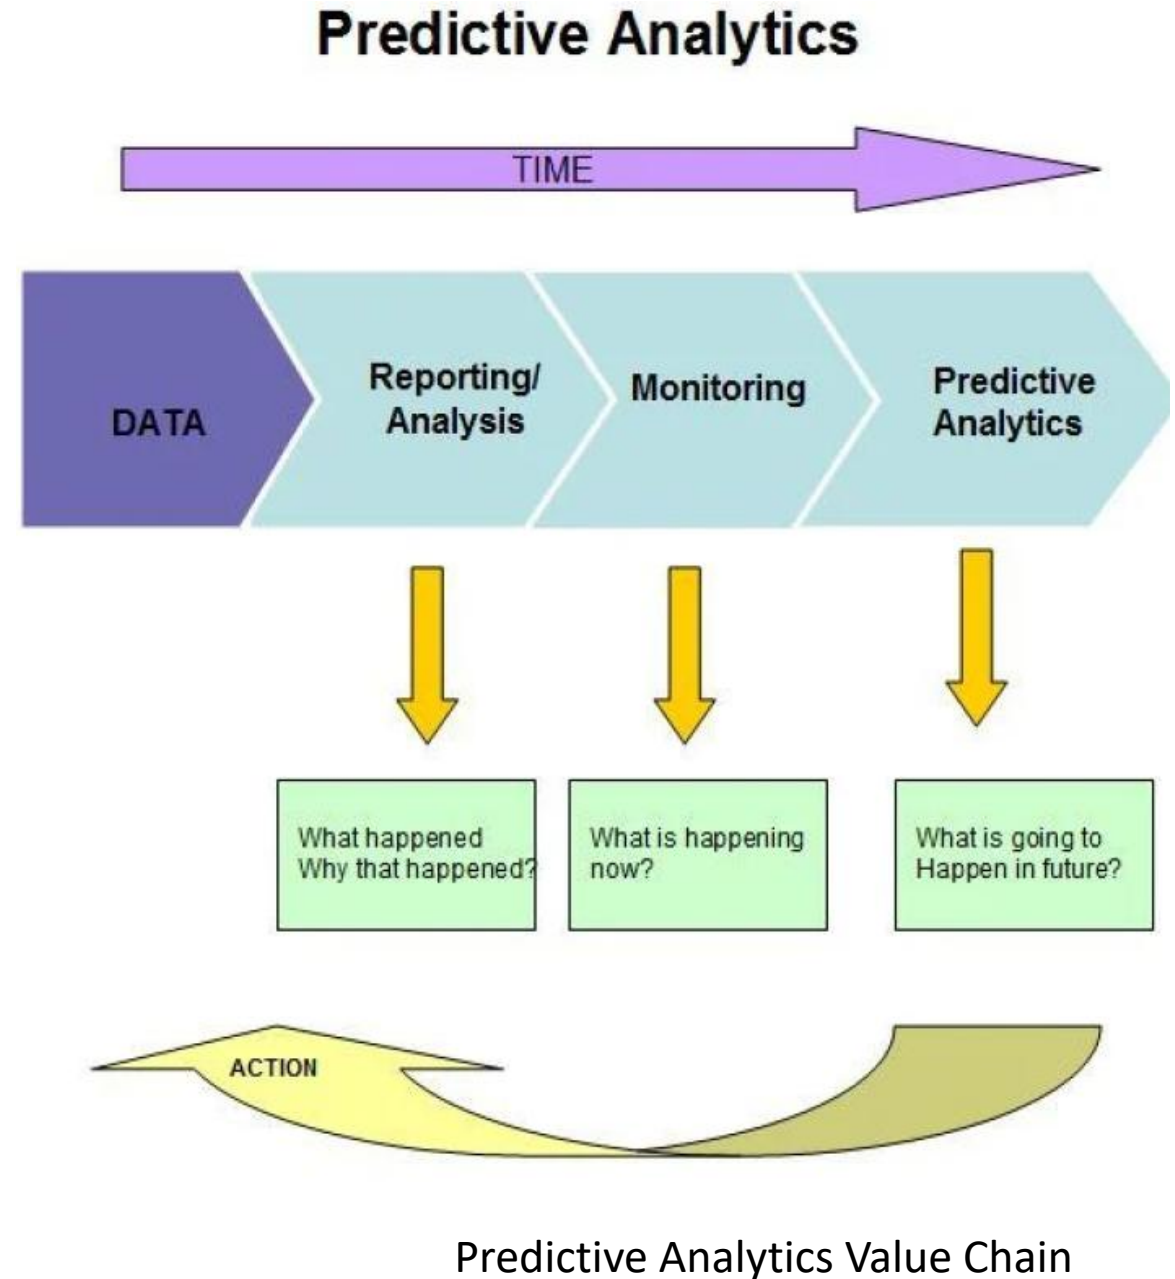 Predictive Analytics
TIME
DATA
Reporting/
Analysis
Monitoring
Predictive
Analytics
What happened
Why that happened?
What is happening
now?
What is going to
Happen in future?
ACTION
Predictive Analytics Value Chain